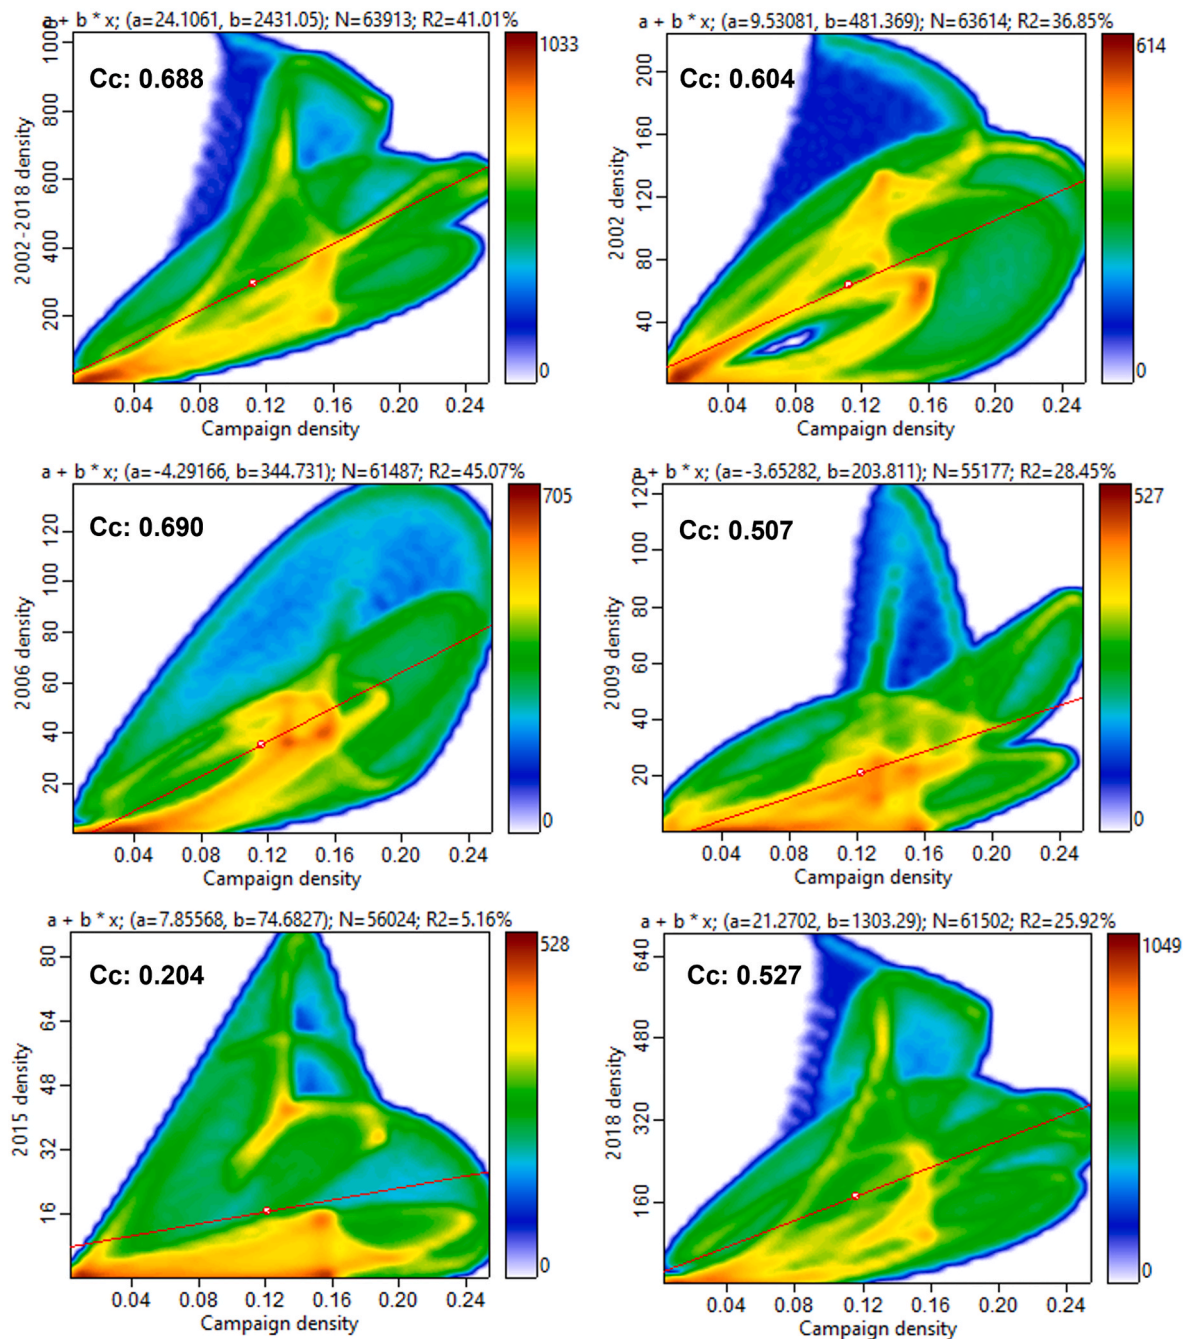 a + b * x; (a=24.1061, b=2431.05); N=63913; R2=41.01%
Cc: 0.688
2002-2018 density
200 400 600 800 1000
0.04 0.08 0.12 0.16 0.20 0.24
Campaign density
1033
0
a + b * x; (a=9.53081, b=481.369); N=63614; R2=36.85%
Cc: 0.604
2002 density
40 80 120 160 200
0.04 0.08 0.12 0.16 0.20 0.24
Campaign density
614
0
a + b * x; (a=-4.29166, b=344.731); N=61487; R2=45.07%
Cc: 0.690
2006 density
20 40 60 80 100 120
0.04 0.08 0.12 0.16 0.20 0.24
Campaign density
705
0
a + b * x; (a=-3.65282, b=203.811); N=55177; R2=28.45%
Cc: 0.507
2009 density
20 40 60 80 100 120
0.04 0.08 0.12 0.16 0.20 0.24
Campaign density
527
0
a + b * x; (a=7.85568, b=74.6827); N=56024; R2=5.16%
Cc: 0.204
2015 density
16 32 48 64 80
0.04 0.08 0.12 0.16 0.20 0.24
Campaign density
528
0
a + b * x; (a=21.2702, b=1303.29); N=61502; R2=25.92%
Cc: 0.527
2018 density
160 320 480 640
0.04 0.08 0.12 0.16 0.20 0.24
Campaign density
1049
0